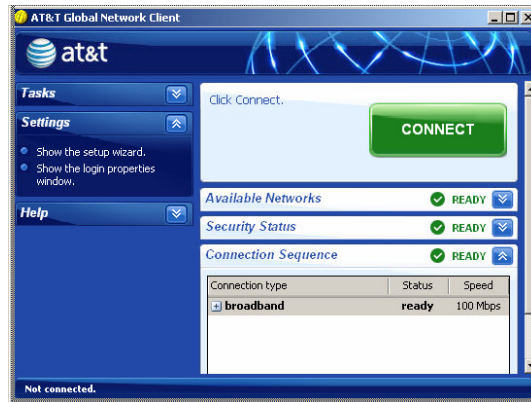 AT&T Global Network Client
at&t
Tasks
Settings
Show the setup wizard.
Show the login properties
window.
Help
Click Connect.
CONNECT
Available Networks READY
Security Status READY
Connection Sequence READY
Connection type Status Speed
broadband ready 100 Mbps
Not connected.